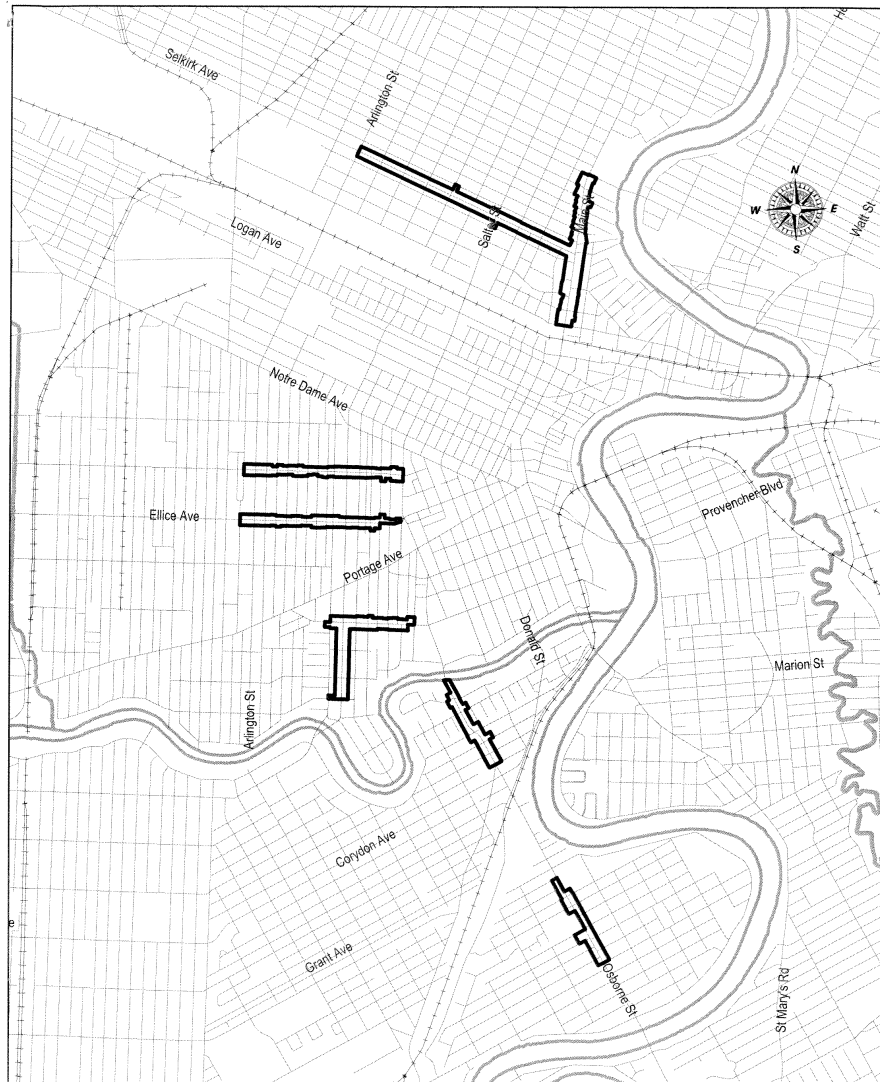 Selkirk Ave
Arlington St
He
N
W
E
S
Watt St
Salter St
Main St
Logan Ave
Notre Dame Ave
Provencher Blvd
Ellice Ave
Portage Ave
Donald St
Marion St
Arlington St
Corydon Ave
e
Grant Ave
Osborne St
St Mary's Rd